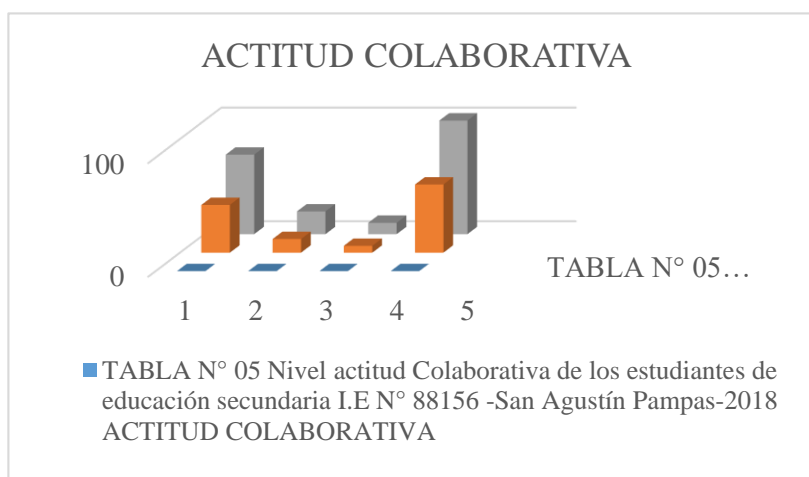 ACTITUD COLABORATIVA
100
0
1 2 3 4 5
TABLA N° 05…
TABLA N° 05 Nivel actitud Colaborativa de los estudiantes de
educación secundaria I.E N° 88156 -San Agustín Pampas-2018
ACTITUD COLABORATIVA